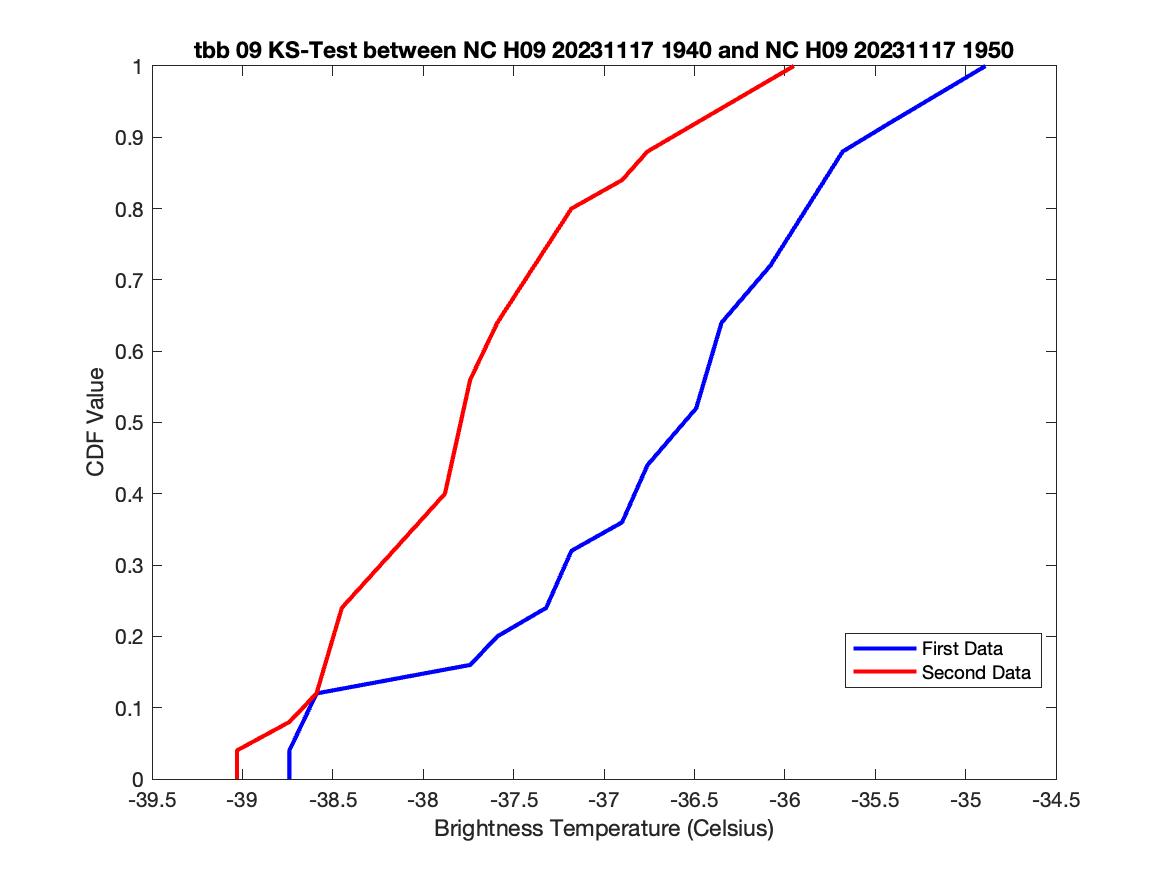 tbb 09 KS-Test between NC H09 20231117 1940 and NC H09 20231117 1950
1
0.9
0.8
0.7
0.6
0.5
0.4
0.3
0.2
0.1
0
CDF Value
First Data
Second Data
-39.5 -39 -38.5 -38 -37.5 -37 -36.5 -36 -35.5 -35 -34.5
Brightness Temperature (Celsius)